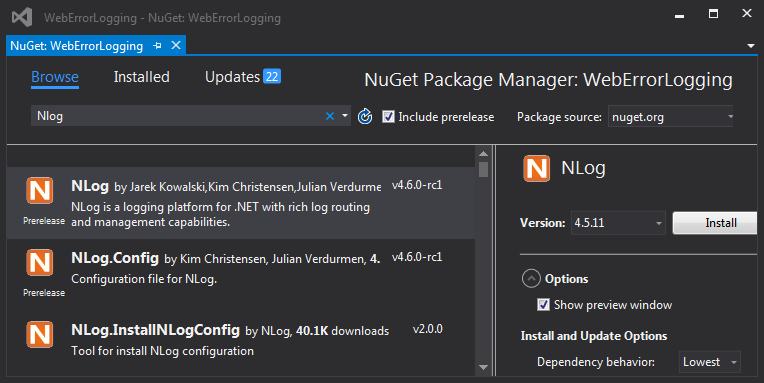 WebErrorLogging - NuGet: WebErrorLogging
NuGet: WebErrorLogging
Browse Installed Updates 22
NuGet Package Manager: WebErrorLogging
Nlog
Include prerelease
Package source: nuget.org
N NLog by Jarek Kowalski,Kim Christensen,Julian Verdurme v4.6.0-rc1
Prerelease
NLog is a logging platform for .NET with rich log routing
and management capabilities.
N NLog.Config by Kim Christensen, Julian Verdurmen, 4. v4.6.0-rc1
Prerelease
Configuration file for NLog.
N NLog.InstallNLogConfig by NLog, 40.1K downloads v2.0.0
Tool for install NLog configuration
N NLog
Version: 4.5.11 Install
Options
Show preview window
Install and Update Options
Dependency behavior: Lowest